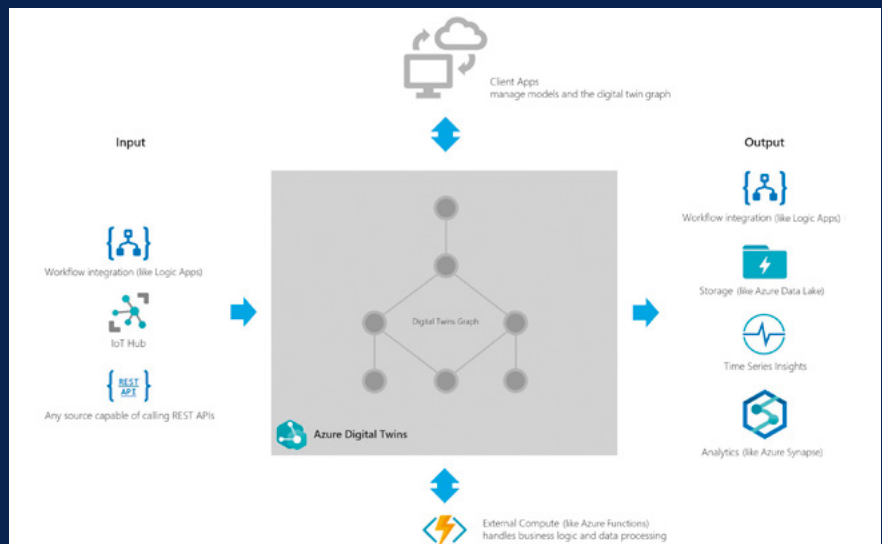 Client Apps
manage models and the digital twin graph
Input
Output
Workflow integration (like Logic Apps)
Workflow integration (like Logic Apps)
Storage (like Azure Data Lake)
Digital Twins Graph
IoT Hub
Time Series Insights
REST
API
Any source capable of calling REST APIs
Azure Digital Twins
Analytics (like Azure Synapse)
External Compute (like Azure Functions)
handles business logic and data processing